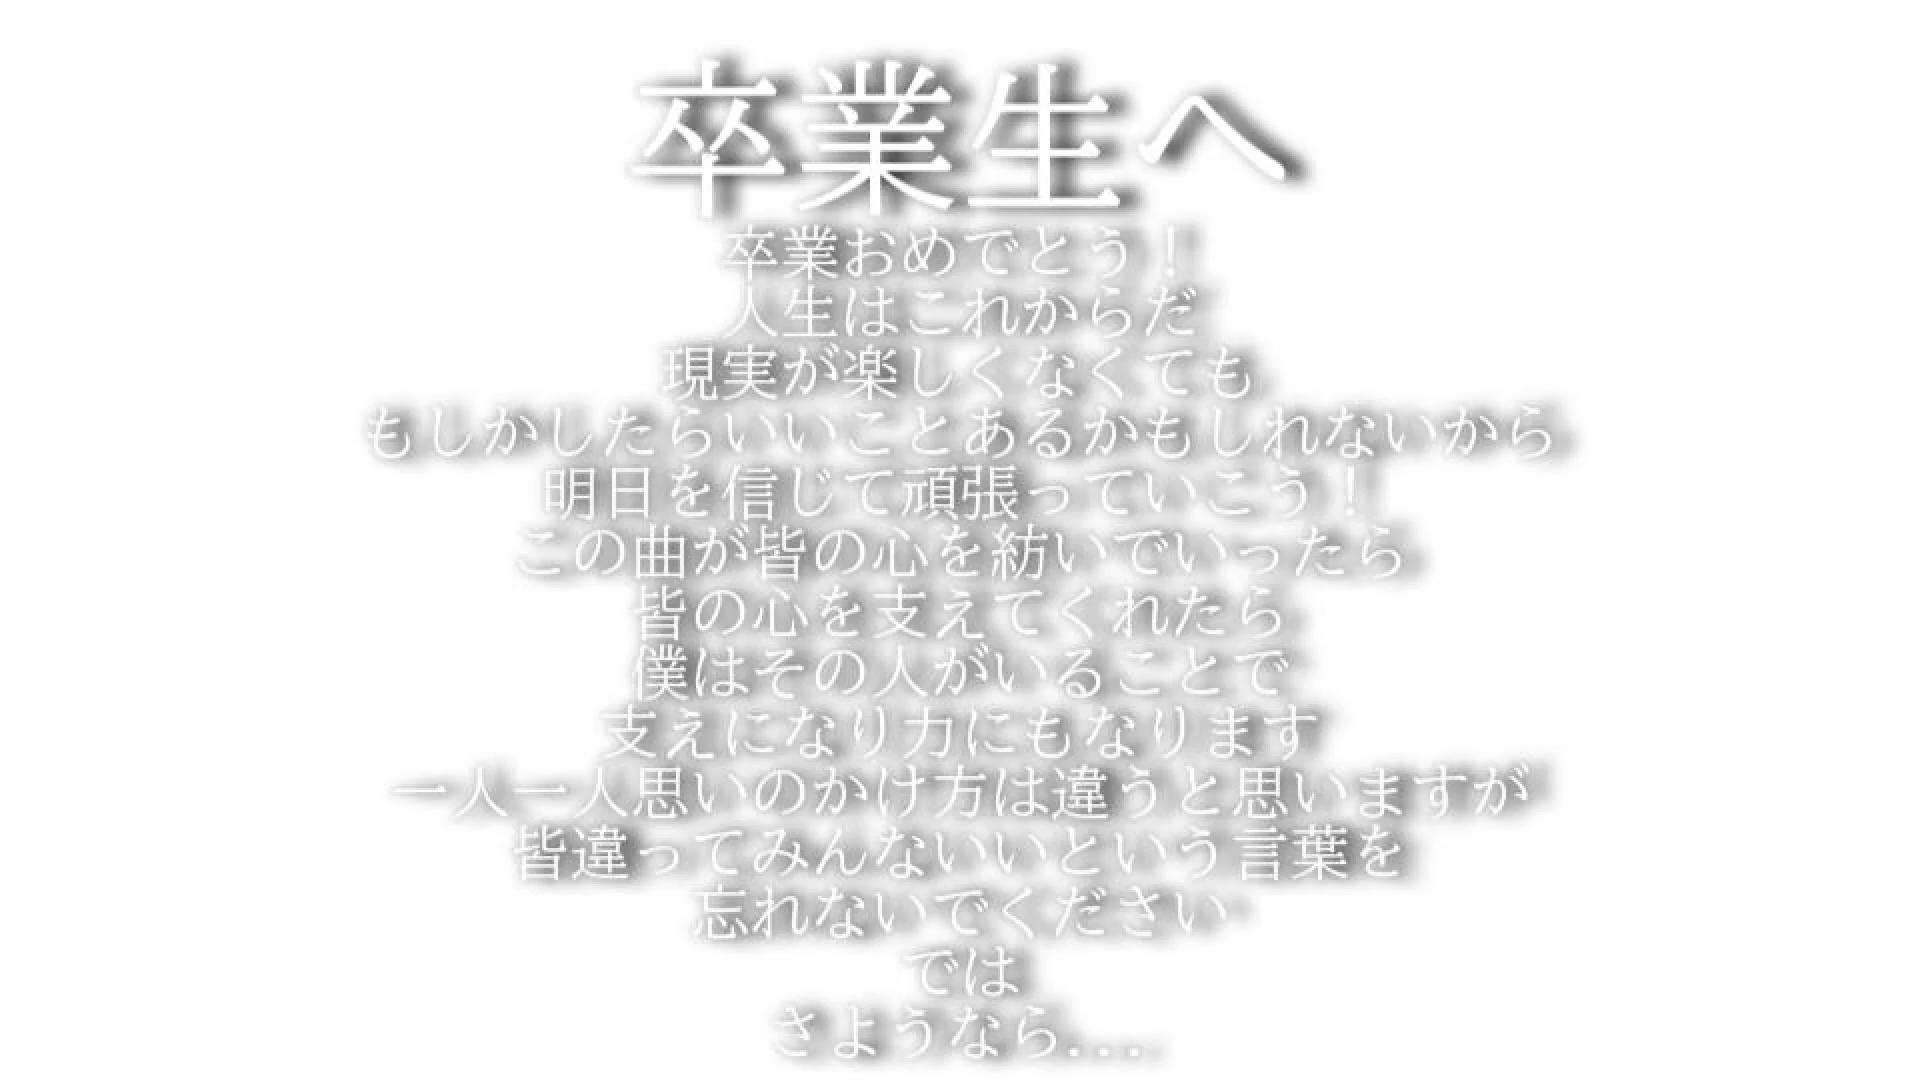 卒業生へ
卒業おめでとう！
人生はこれからだ
現実が楽しくなくても
もしかしたらいいことあるかもしれないから
明日を信じて頑張っていこう！
この曲が皆の心を紡いでいったら
皆の心を支えてくれたら
僕はその人がいることで
支えになり力にもなります
一人一人思いのかけ方は違うと思いますが
皆違ってみんないいという言葉を
忘れないでください
では
さようなら...